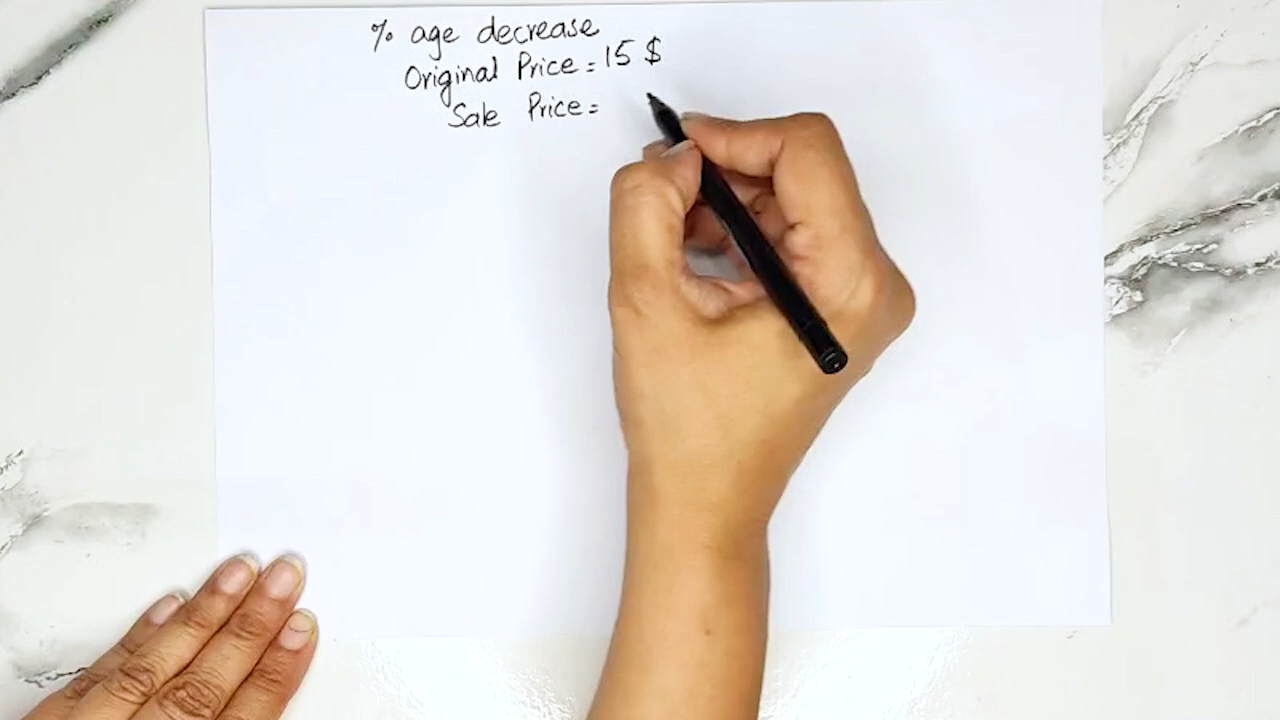 % age decrease
Original Price = 15 $
Sale Price =